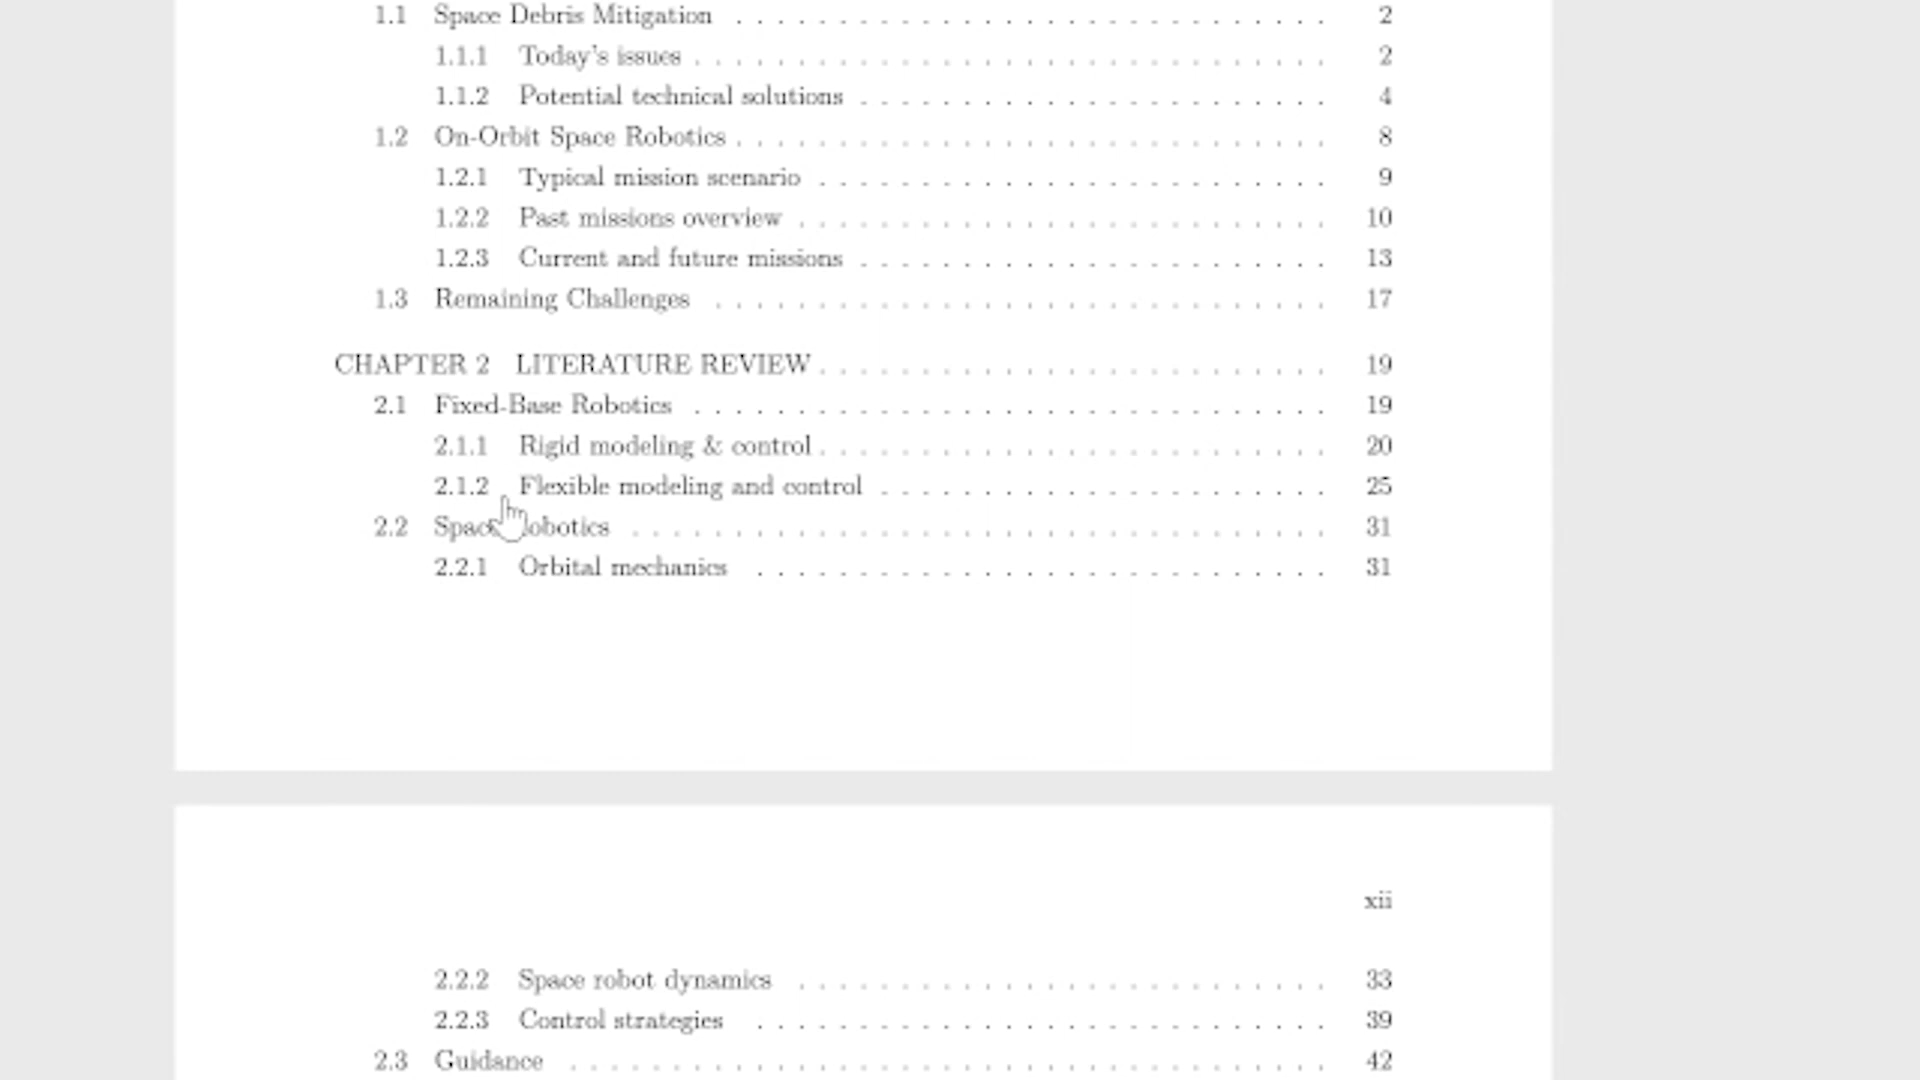 1.1 Space Debris Mitigation . . . . . . . . . . . . . . . . . . . . . . . . . . . . . 2
1.1.1 Today's issues . . . . . . . . . . . . . . . . . . . . . . . . . . . . . . . 2
1.1.2 Potential technical solutions . . . . . . . . . . . . . . . . . . . . . . . 4
1.2 On-Orbit Space Robotics . . . . . . . . . . . . . . . . . . . . . . . . . . . . . 8
1.2.1 Typical mission scenario . . . . . . . . . . . . . . . . . . . . . . . . . 9
1.2.2 Past missions overview . . . . . . . . . . . . . . . . . . . . . . . . . . 10
1.2.3 Current and future missions . . . . . . . . . . . . . . . . . . . . . . . 13
1.3 Remaining Challenges . . . . . . . . . . . . . . . . . . . . . . . . . . . . . . 17
CHAPTER 2 LITERATURE REVIEW . . . . . . . . . . . . . . . . . . . . . . . . . 19
2.1 Fixed-Base Robotics . . . . . . . . . . . . . . . . . . . . . . . . . . . . . . . 19
2.1.1 Rigid modeling & control . . . . . . . . . . . . . . . . . . . . . . . . . 20
2.1.2 Flexible modeling and control . . . . . . . . . . . . . . . . . . . . . . 25
2.2 Space Robotics . . . . . . . . . . . . . . . . . . . . . . . . . . . . . . . . . . 31
2.2.1 Orbital mechanics . . . . . . . . . . . . . . . . . . . . . . . . . . . . 31
xii
2.2.2 Space robot dynamics . . . . . . . . . . . . . . . . . . . . . . . . . . 33
2.2.3 Control strategies . . . . . . . . . . . . . . . . . . . . . . . . . . . . 39
2.3 Guidance . . . . . . . . . . . . . . . . . . . . . . . . . . . . . . . . . . . . . 42